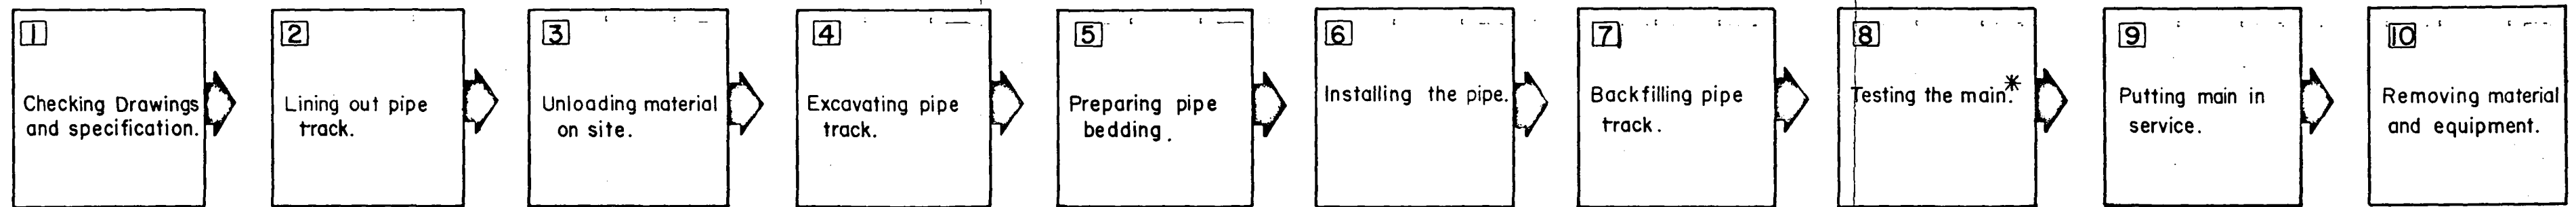 1
Checking Drawings
and specification.
2
Lining out pipe
track.
3
Unloading material
on site.
4
Excavating pipe
track.
5
Preparing pipe
bedding.
6
Installing the pipe.
7
Backfilling pipe
track.
8
Testing the main.*
9
Putting main in
service.
10
Removing material
and equipment.